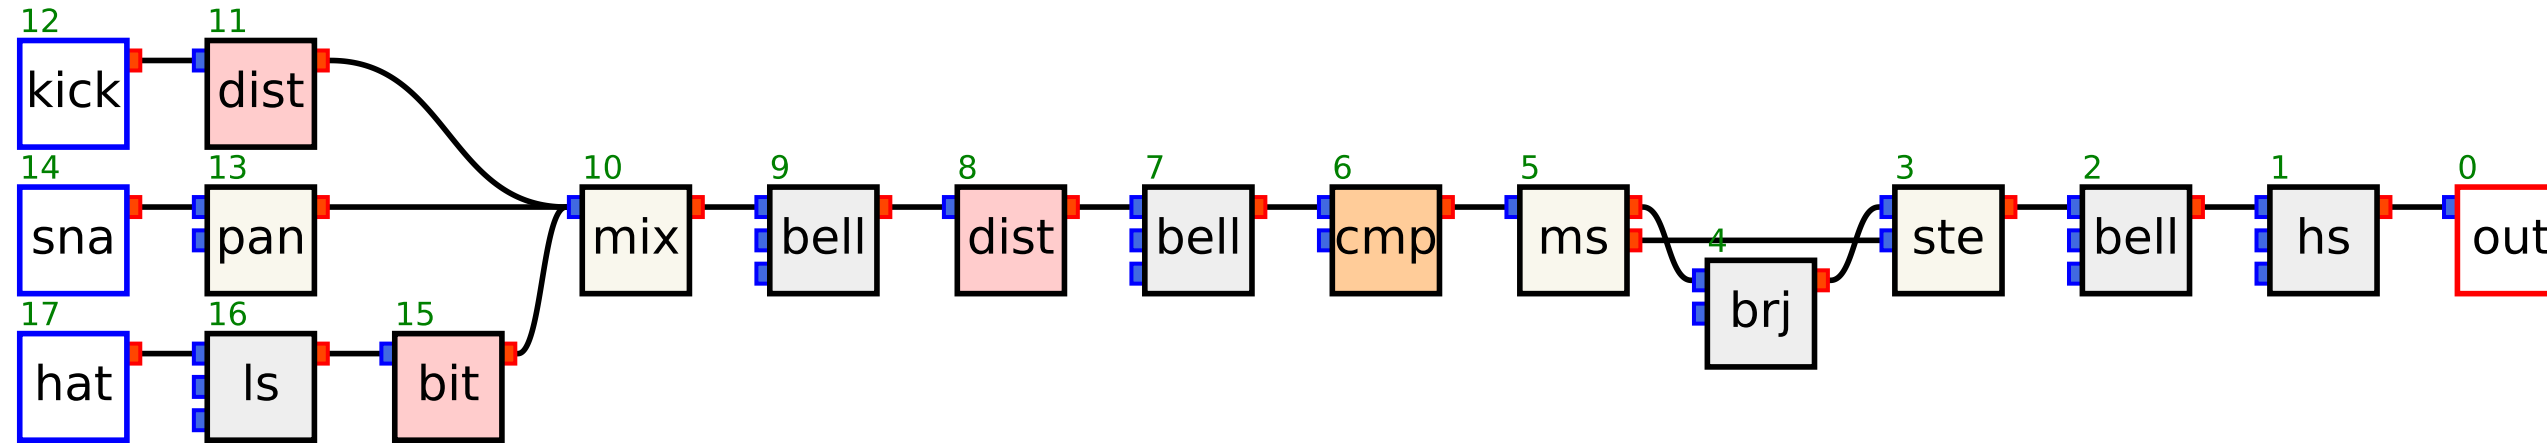 12
kick
11
dist
14
sna
13
pan
17
hat
16
ls
15
bit
10
mix
9
bell
8
dist
7
bell
6
cmp
5
ms
4
brj
3
ste
2
bell
1
hs
0
out